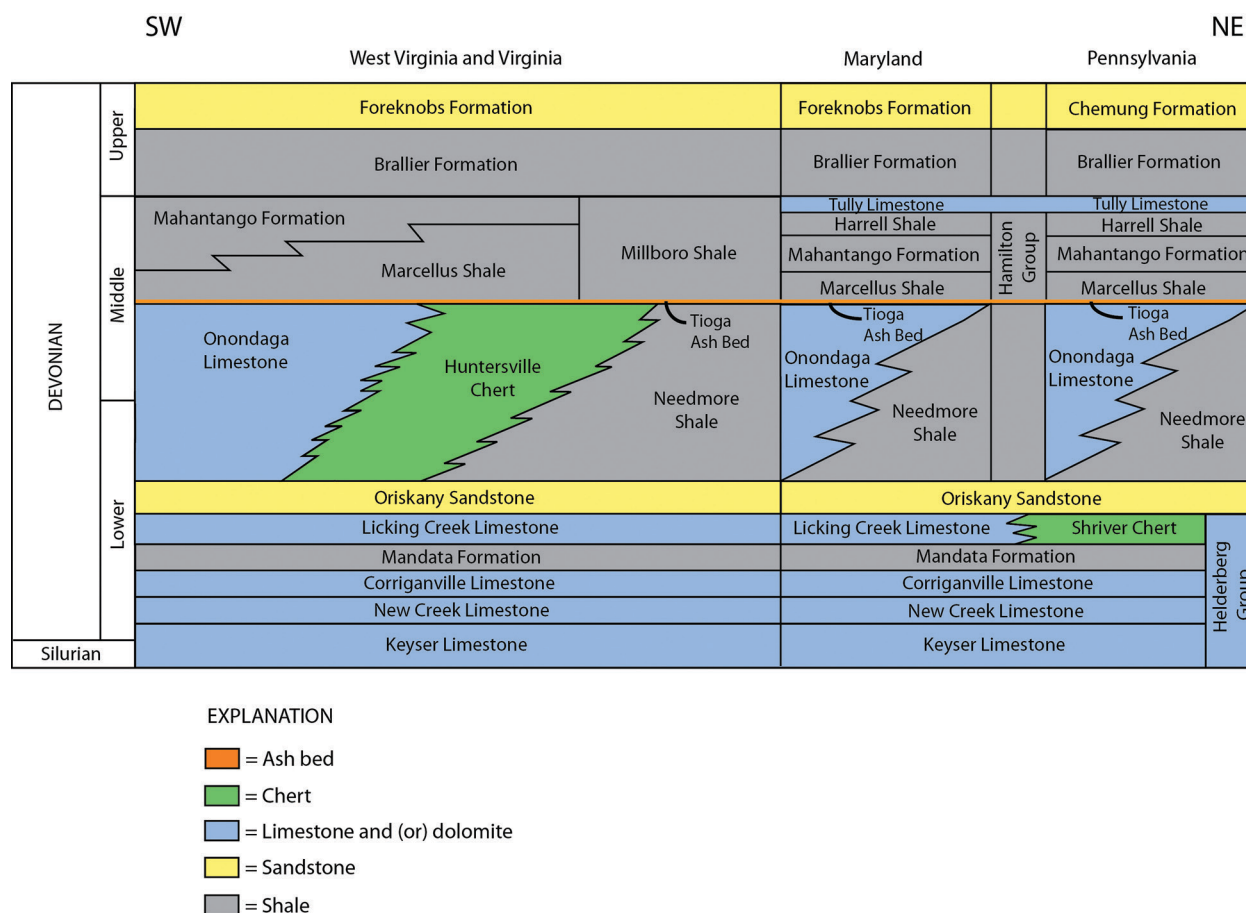 SW
NE
West Virginia and Virginia
Maryland
Pennsylvania
DEVONIAN
Upper
Middle
Lower
Silurian
Foreknobs Formation
Foreknobs Formation
Chemung Formation
Brallier Formation
Brallier Formation
Brallier Formation
Mahantango Formation
Marcellus Shale
Millboro Shale
Tully Limestone
Tully Limestone
Harrell Shale
Harrell Shale
Mahantango Formation
Mahantango Formation
Marcellus Shale
Marcellus Shale
Hamilton
Group
Onondaga
Limestone
Huntersville
Chert
Tioga
Ash Bed
Needmore
Shale
Tioga
Ash Bed
Onondaga
Limestone
Needmore
Shale
Tioga
Ash Bed
Onondaga
Limestone
Needmore
Shale
Oriskany Sandstone
Oriskany Sandstone
Licking Creek Limestone
Licking Creek Limestone
Shriver Chert
Mandata Formation
Mandata Formation
Corriganville Limestone
Corriganville Limestone
New Creek Limestone
New Creek Limestone
Keyser Limestone
Keyser Limestone
Helderberg
Group
EXPLANATION
= Ash bed
= Chert
= Limestone and (or) dolomite
= Sandstone
= Shale